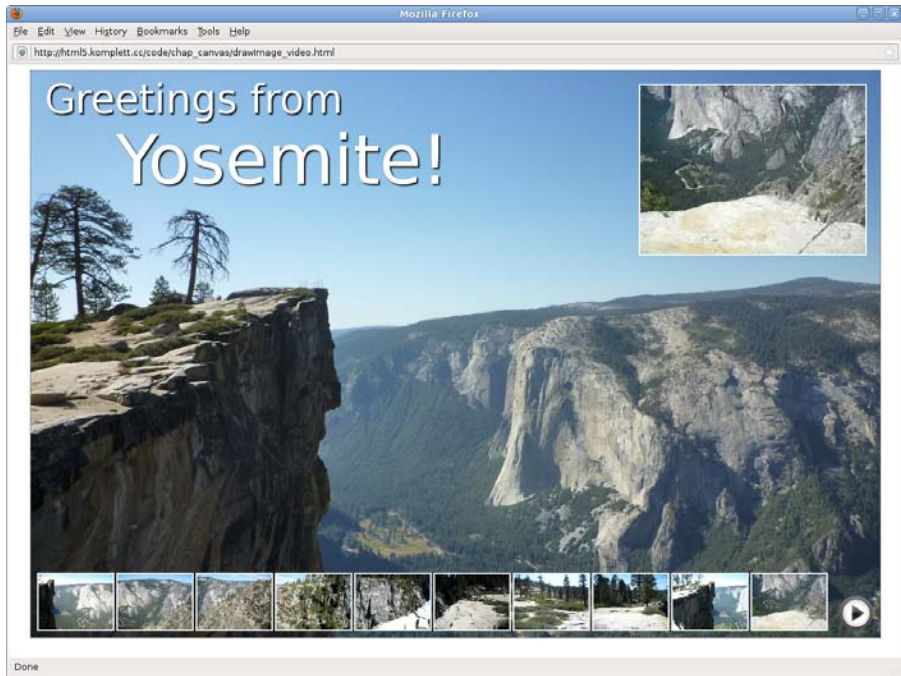 Mozilla Firefox
File Edit View History Bookmarks Tools Help
http://html5.komplett.cc/code/chap_canvas/drawImage_video.html
Greetings from
Yosemite!
Done